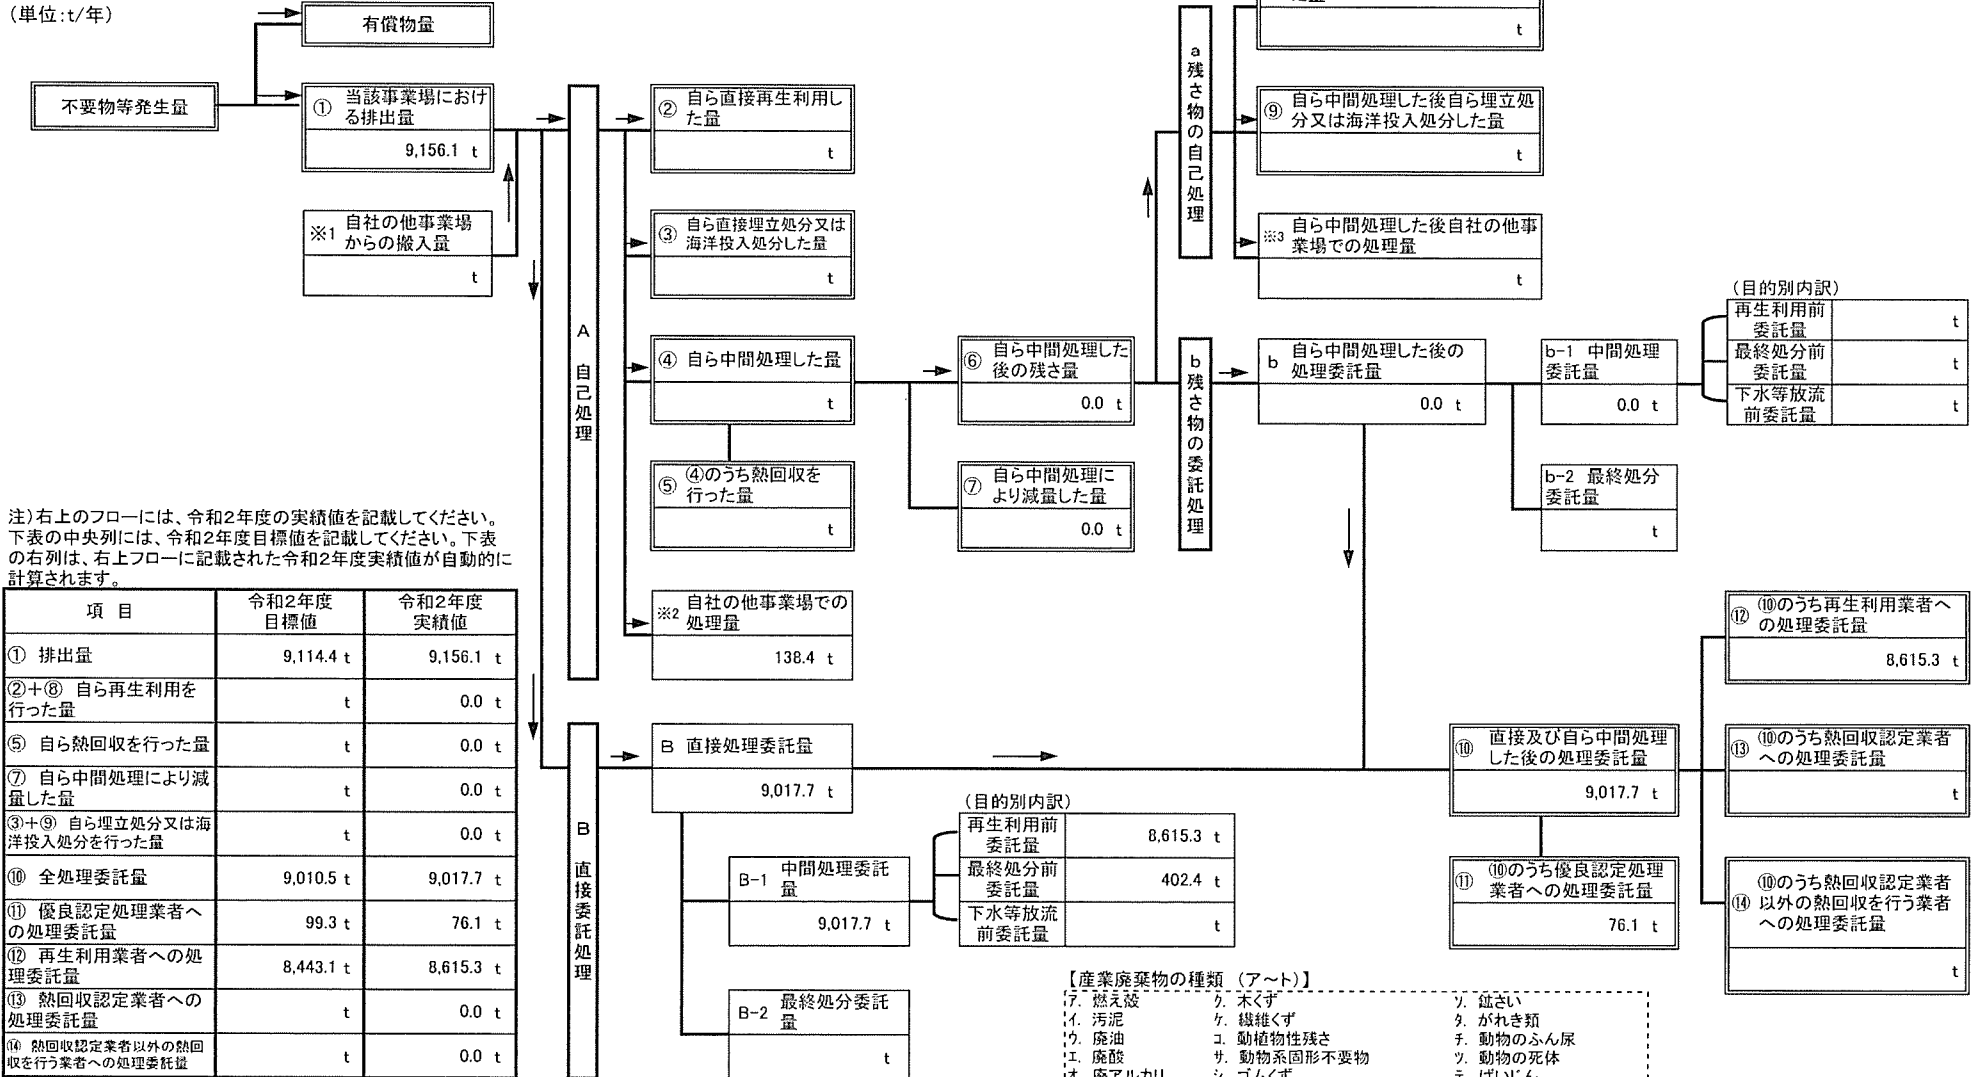 (単位:t/年)
有償物量
不要物等発生量
① 当該事業場におけ
る排出量
9,156.1 t
※1 自社の他事業場
からの搬入量
t
A 自己処理
② 自ら直接再生利用し
た量
t
③ 自ら直接埋立処分又は
海洋投入処分した量
t
④ 自ら中間処理した量
t
⑤ ④のうち熱回収を
行った量
t
※2 自社の他事業場での
処理量
138.4 t
⑥ 自ら中間処理した
後の残さ量
0.0 t
⑦ 自ら中間処理に
より減量した量
0.0 t
a 残さ物の自己処理
t
⑨ 自ら中間処理した後自ら埋立処
分又は海洋投入処分した量
t
※3 自ら中間処理した後自社の他事
業場での処理量
t
b 残さ物の委託処理
b 自ら中間処理した後の
処理委託量
0.0 t
b-1 中間処理
委託量
0.0 t
b-2 最終処分
委託量
t
(目的別内訳)
再生利用前
委託量
t
最終処分前
委託量
t
下水等放流
前委託量
t
注)右上のフローには、令和2年度の実績値を記載してください。
下表の中央列には、令和2年度目標値を記載してください。下表
の右列は、右上フローに記載された令和2年度実績値が自動的に
計算されます。
項 目 令和2年度
目標値 令和2年度
実績値
① 排出量 9,114.4 t 9,156.1 t
②+⑧ 自ら再生利用を
行った量 t 0.0 t
⑤ 自ら熱回収を行った量 t 0.0 t
⑦ 自ら中間処理により減
量した量 t 0.0 t
③+⑨ 自ら埋立処分又は海
洋投入処分を行った量 t 0.0 t
⑩ 全処理委託量 9,010.5 t 9,017.7 t
⑪ 優良認定処理業者へ
の処理委託量 99.3 t 76.1 t
⑫ 再生利用業者への処
理委託量 8,443.1 t 8,615.3 t
⑬ 熱回収認定業者への
処理委託量 t 0.0 t
⑭ 熱回収認定業者以外の熱回
収を行う業者への処理委託量 t 0.0 t
B 直接委託処理
B 直接処理委託量
9,017.7 t
B-1 中間処理委託
量
9,017.7 t
B-2 最終処分委託
量
t
(目的別内訳)
再生利用前
委託量
8,615.3 t
最終処分前
委託量
402.4 t
下水等放流
前委託量
t
⑩ 直接及び自ら中間処理
した後の処理委託量
9,017.7 t
⑪ ⑩のうち優良認定処理
業者への処理委託量
76.1 t
⑫ ⑩のうち再生利用業者へ
の処理委託量
8,615.3 t
⑬ ⑩のうち熱回収認定業者
への処理委託量
t
⑭ ⑩のうち熱回収認定業者
以外の熱回収を行う業者
への処理委託量
t
【産業廃棄物の種類 (ア~ト)】
ア. 燃え殻 ク. 木くず ソ. 鉱さい
イ. 汚泥 ケ. 繊維くず タ. がれき類
ウ. 廃油 コ. 動植物性残さ チ. 動物のふん尿
エ. 廃酸 サ. 動物系固形不要物 ツ. 動物の死体
オ. 廃アルカリ シ. ゴムくず テ. ばいじん